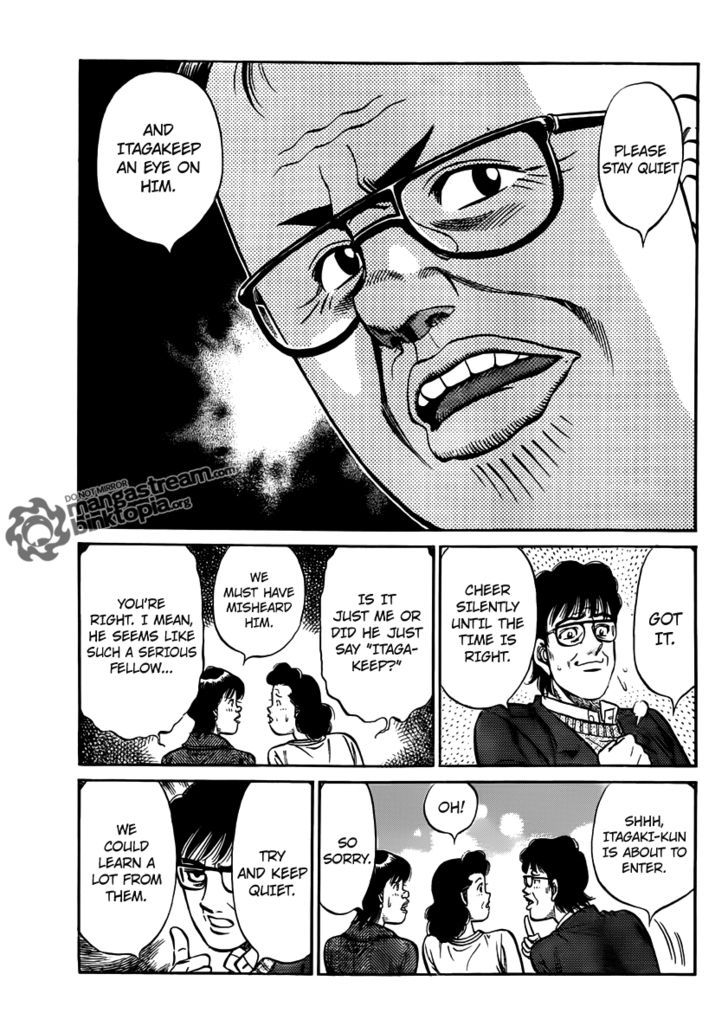 PLEASE
STAY QUIET
AND
ITAGAKEEP
AN EYE ON
HIM.
DO NOT MIRROR
mangastream.com
binktopia.org
GOT
IT.
CHEER
SILENTLY
UNTIL THE
TIME IS
RIGHT.
IS IT
JUST ME OR
DID HE JUST
SAY "ITAGA-
KEEP?"
WE
MUST HAVE
MISHEARD
HIM.
YOU'RE
RIGHT. I MEAN,
HE SEEMS LIKE
SUCH A SERIOUS
FELLOW...
SHHH,
ITAGAKI-KUN
IS ABOUT TO
ENTER.
OH!
SO
SORRY.
TRY
AND KEEP
QUIET.
WE
COULD
LEARN A
LOT FROM
THEM.